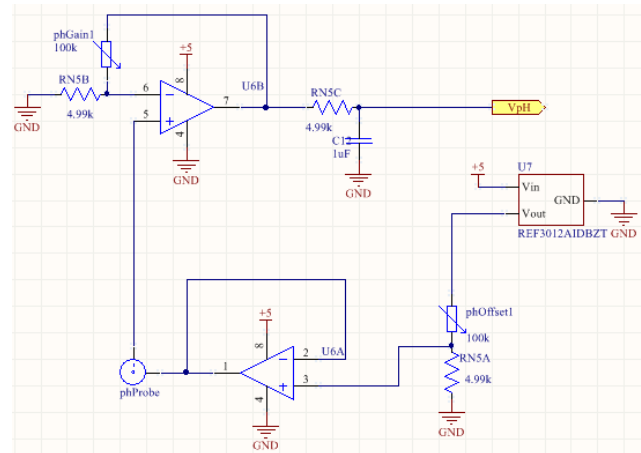 phGain1
100k
+5
8
U6B
RN5B
6
7
RN5C
4.99k
5
4
GND
GND
4.99k
C12
1uF
GND
VpH
+5
U7
Vin
GND
Vout
GND
REF3012AIDBZT
phOffset1
100k
+5
8
2
U6A
1
3
4
phProbe
RN5A
4.99k
GND
GND